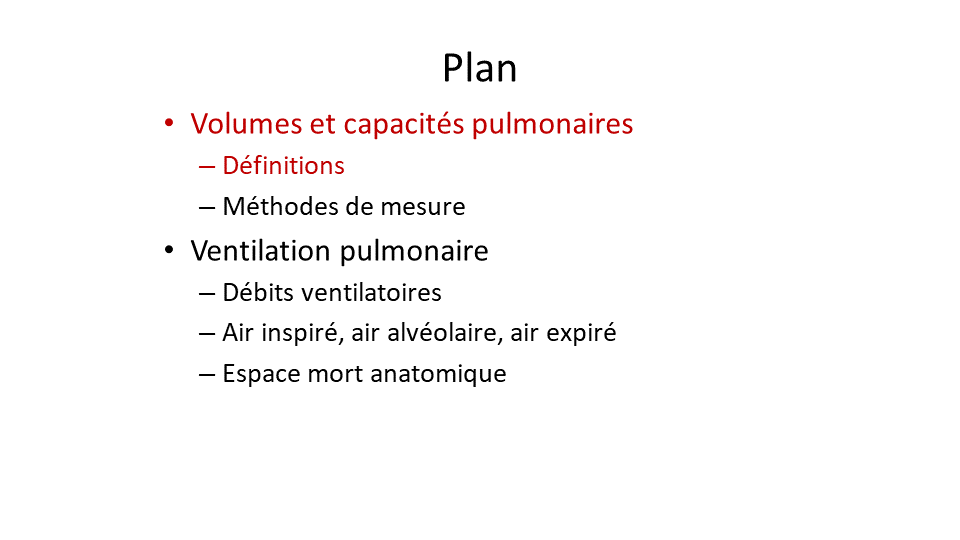 Plan
• Volumes et capacités pulmonaires
– Définitions
– Méthodes de mesure
• Ventilation pulmonaire
– Débits ventilatoires
– Air inspiré, air alvéolaire, air expiré
– Espace mort anatomique